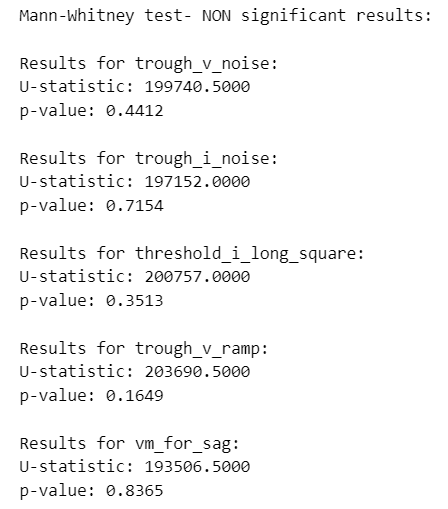 Mann-Whitney test- NON significant results:
Results for trough_v_noise:
U-statistic: 199740.5000
p-value: 0.4412
Results for trough_i_noise:
U-statistic: 197152.0000
p-value: 0.7154
Results for threshold_i_long_square:
U-statistic: 200757.0000
p-value: 0.3513
Results for trough_v_ramp:
U-statistic: 203690.5000
p-value: 0.1649
Results for vm_for_sag:
U-statistic: 193506.5000
p-value: 0.8365